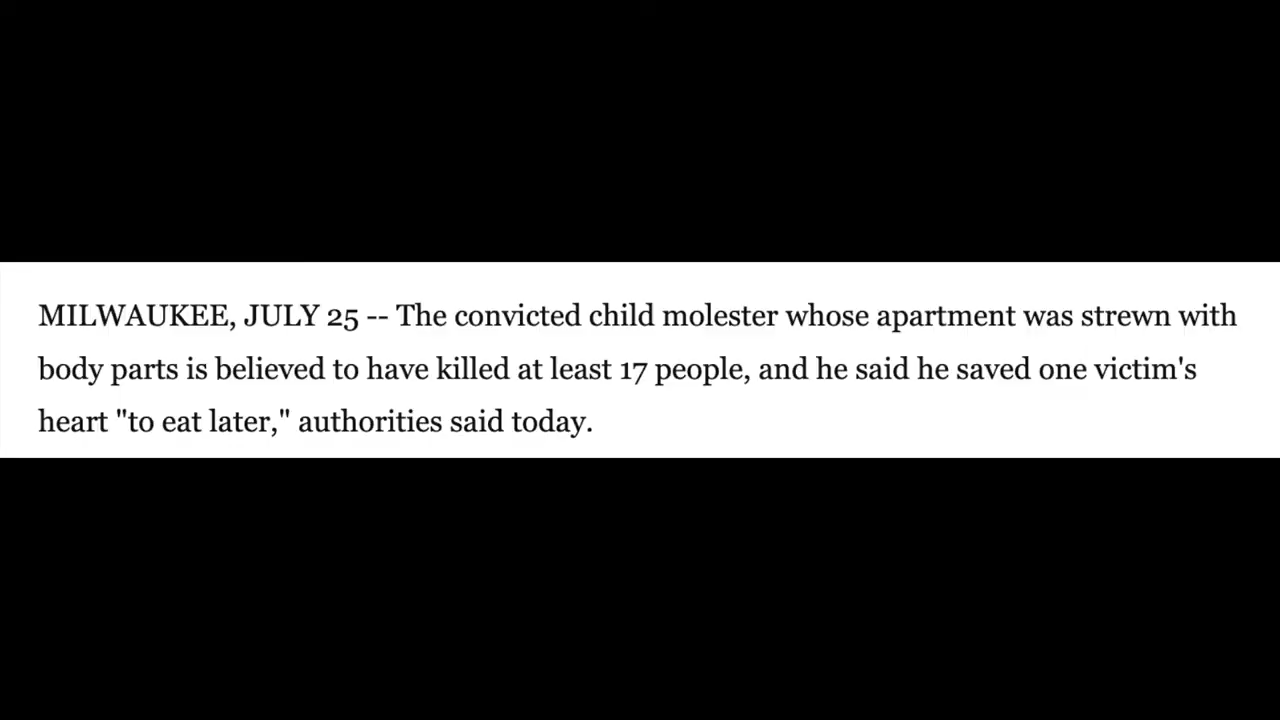 MILWAUKEE, JULY 25 -- The convicted child molester whose apartment was strewn with
body parts is believed to have killed at least 17 people, and he said he saved one victim's
heart "to eat later," authorities said today.